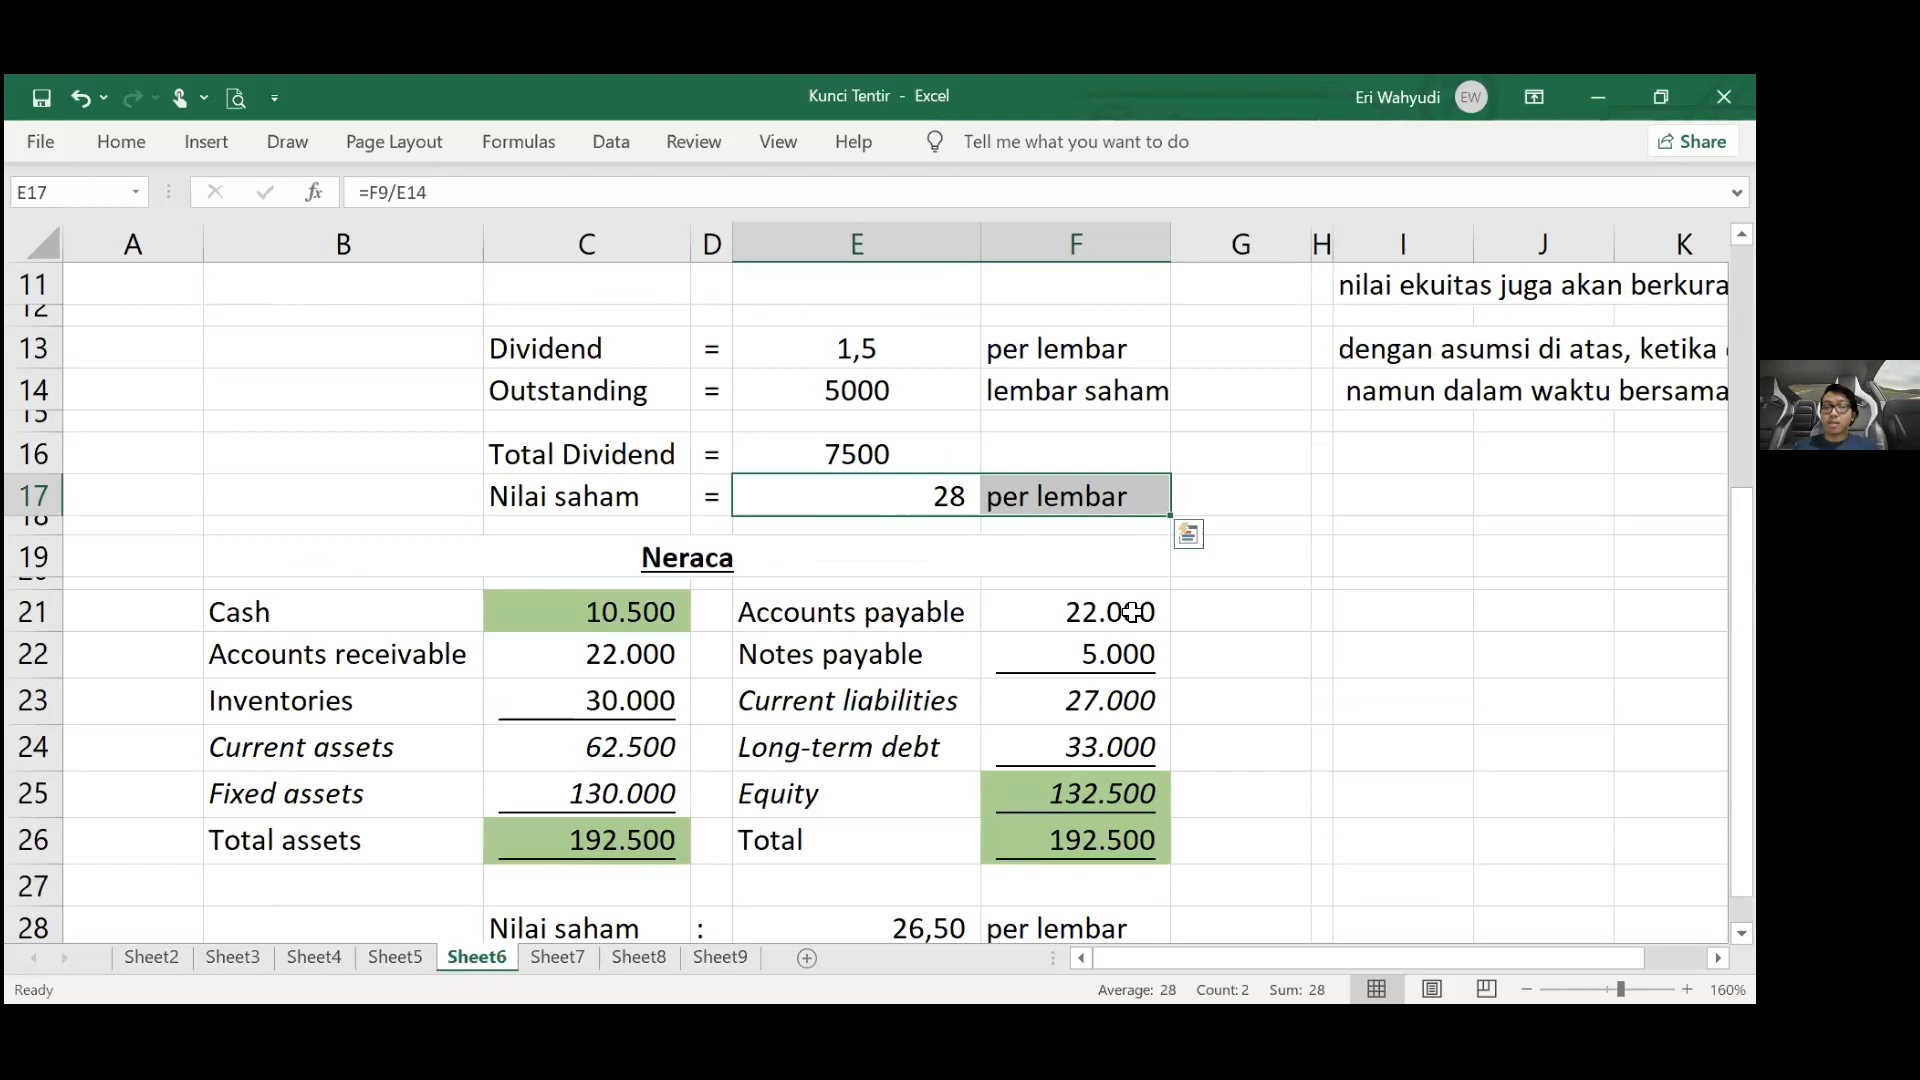 Kunci Tentir - Excel
Eri Wahyudi EW
File Home Insert Draw Page Layout Formulas Data Review View Help Tell me what you want to do Share
E17 fx =F9/E14
A B C D E F G H I J K
11 nilai ekuitas juga akan berkura
12
13 Dividend = 1,5 per lembar dengan asumsi di atas, ketika
14 Outstanding = 5000 lembar saham namun dalam waktu bersama
15
16 Total Dividend = 7500
17 Nilai saham = 28 per lembar
18
19 Neraca
20
21 Cash 10.500 Accounts payable 22.000
22 Accounts receivable 22.000 Notes payable 5.000
23 Inventories 30.000 Current liabilities 27.000
24 Current assets 62.500 Long-term debt 33.000
25 Fixed assets 130.000 Equity 132.500
26 Total assets 192.500 Total 192.500
27
28 Nilai saham : 26,50 per lembar
Sheet2 Sheet3 Sheet4 Sheet5 Sheet6 Sheet7 Sheet8 Sheet9
Ready Average: 28 Count: 2 Sum: 28 160%